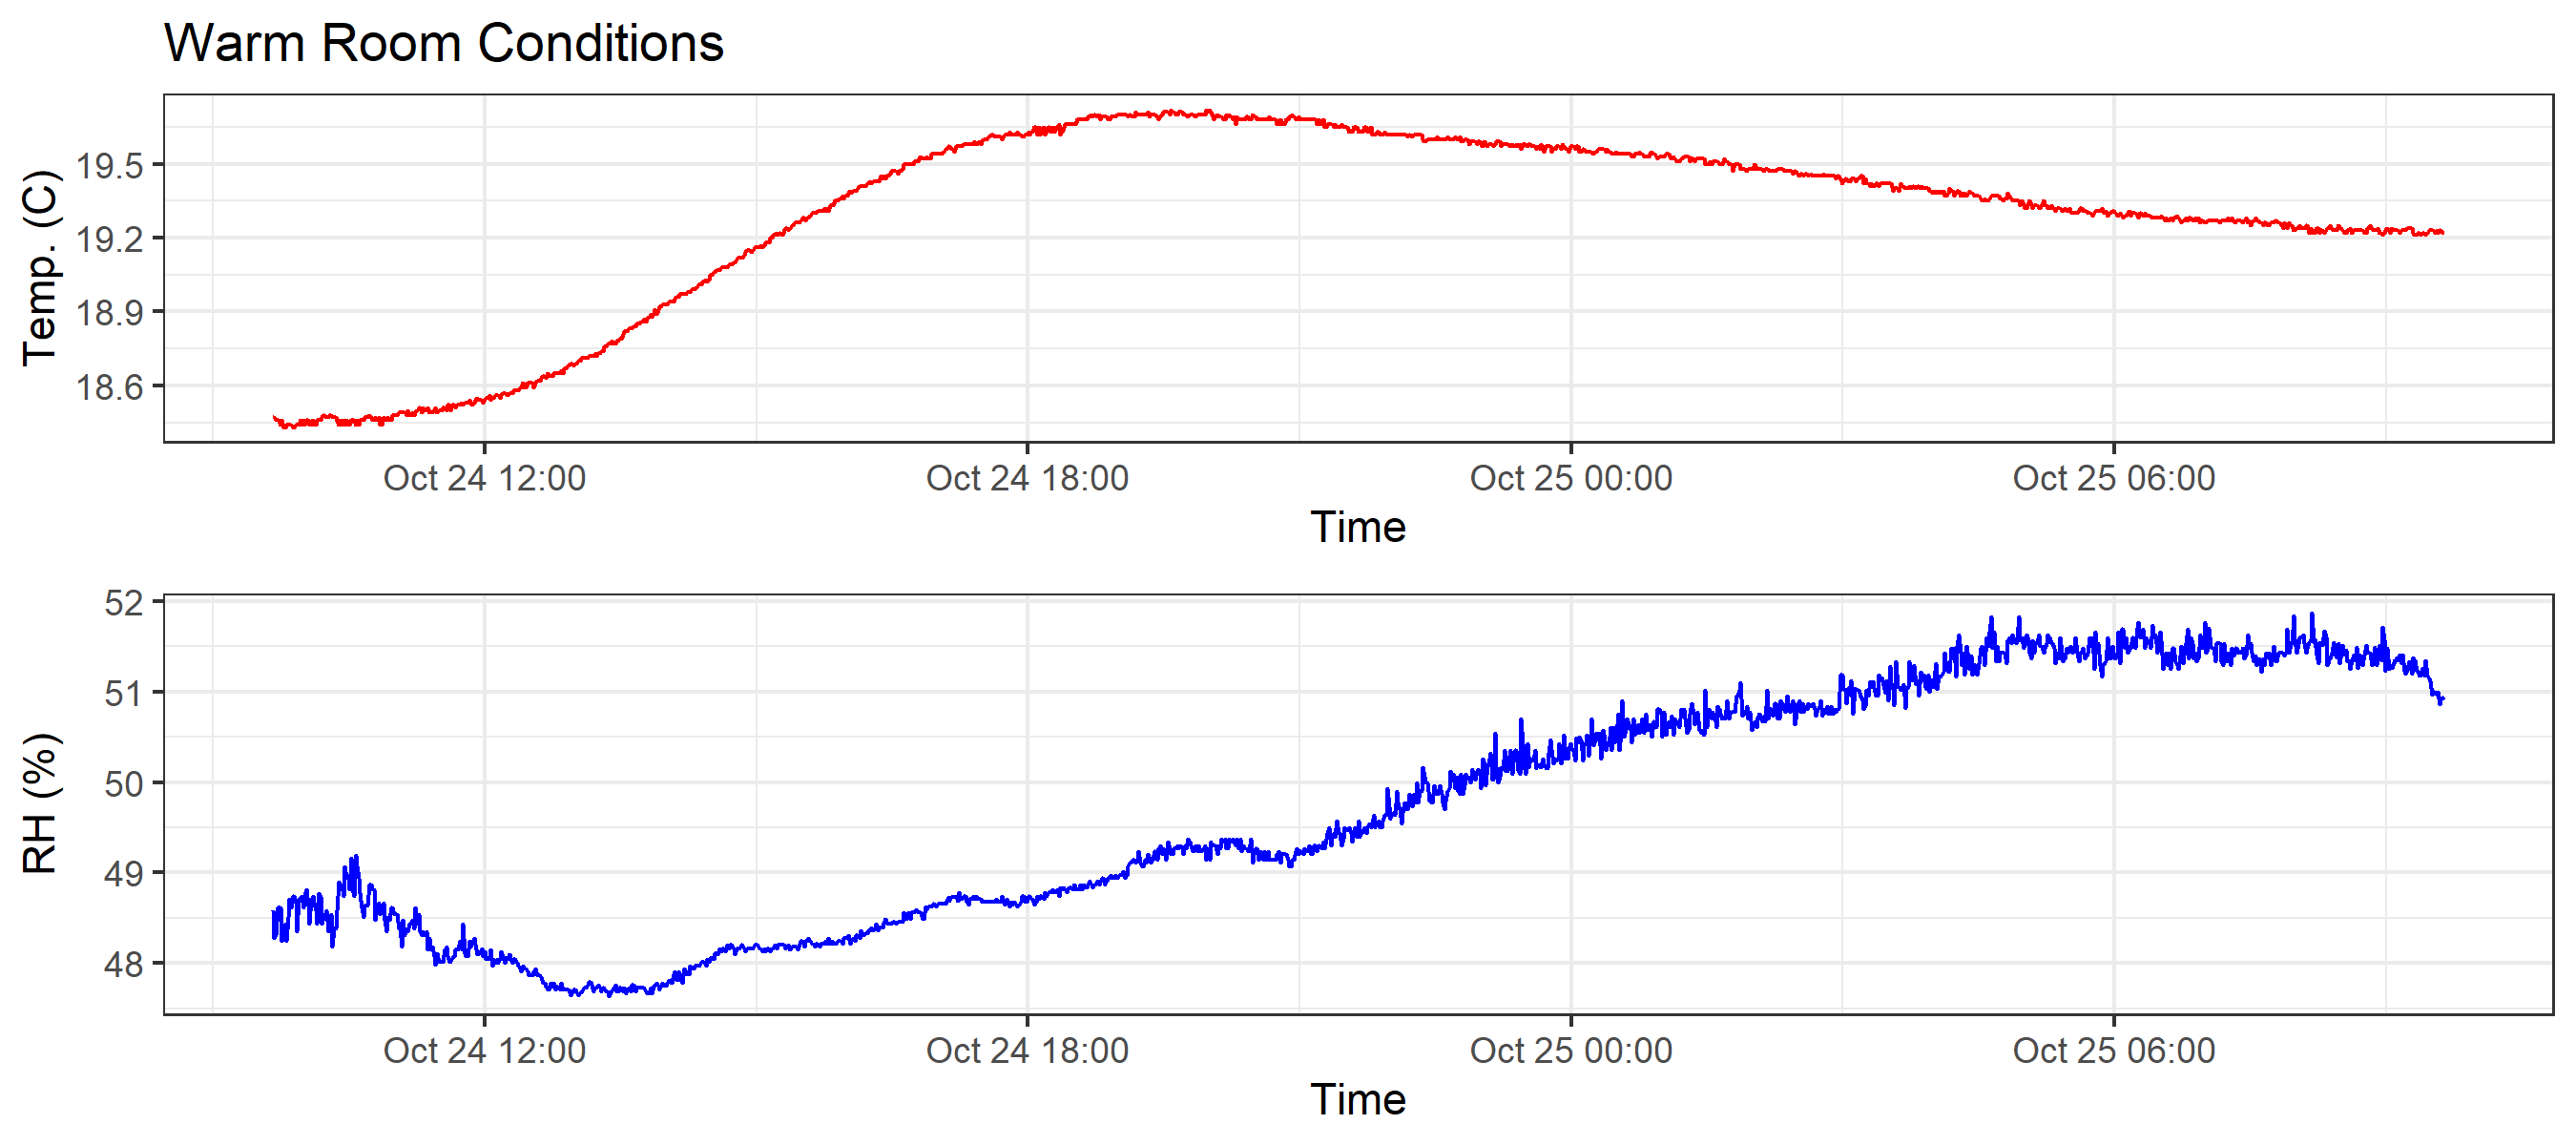 Warm Room Conditions
Temp. (C)
19.5
19.2
18.9
18.6
Oct 24 12:00 Oct 24 18:00 Oct 25 00:00 Oct 25 06:00
Time
RH (%)
52
51
50
49
48
Oct 24 12:00 Oct 24 18:00 Oct 25 00:00 Oct 25 06:00
Time